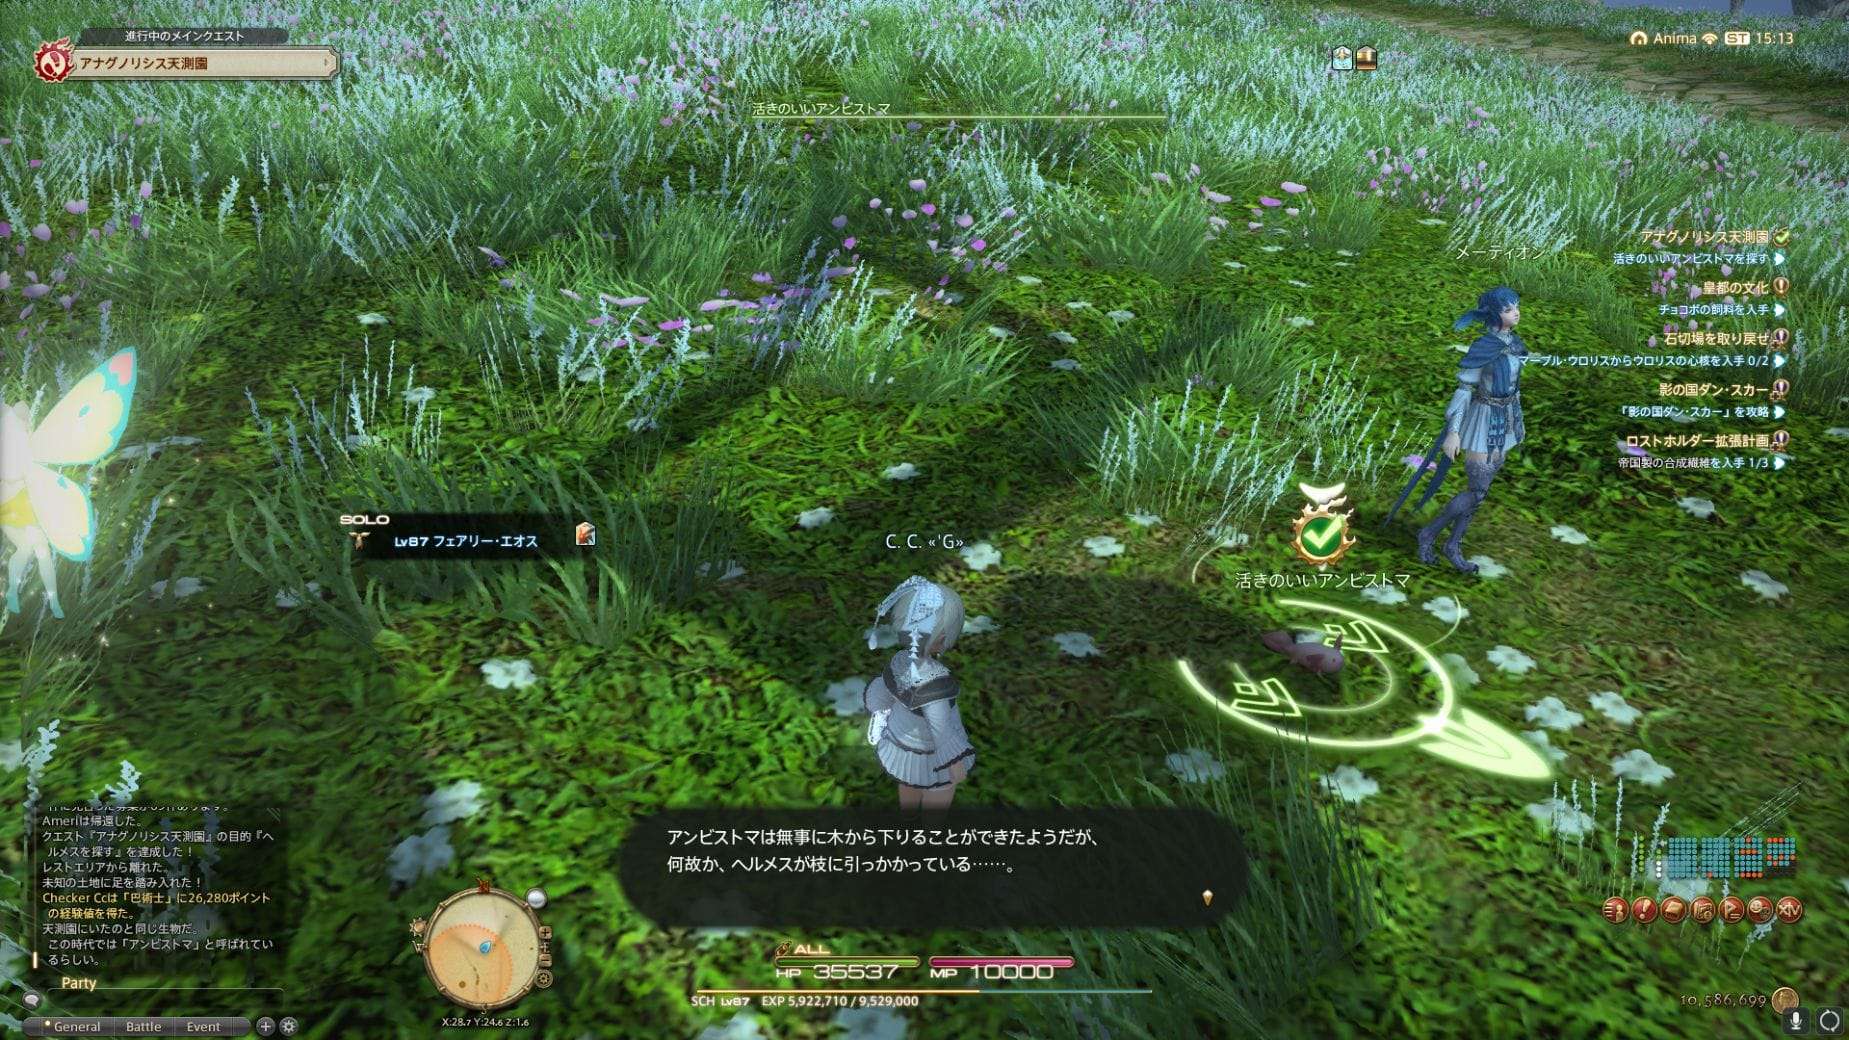 進行中のメインクエスト
アナグノリシス天測園
Anima ST 15:13
活きのいいアンビストマ
アナグノリシス天測園
活きのいいアンビストマを探す
皇都の文化
チョコボの飼料を入手
石切場を取り戻せ
マーブル・ウロリスからウロリスの心核を入手 0/2
影の国ダン・スカー
「影の国ダン・スカー」を攻略
ロストホルダー拡張計画
帝国製の合成繊維を入手 1/3
メーティオン
SOLO
Lv87 フェアリー・エオス
C. C. «'G»
活きのいいアンビストマ
アンビストマは無事に木から下りることができたようだが、
何故か、ヘルメスが枝に引っかかっている……。
Ameriは帰還した。
クエスト『アナグノリシス天測園』の目的『ヘ
ルメスを探す』を達成した！
レストエリアから離れた。
未知の土地に足を踏み入れた！
Checker Ccは「巴術士」に26,280ポイント
の経験値を得た。
天測園にいたのと同じ生物だ。
この時代では「アンビストマ」と呼ばれてい
るらしい。
Party
General Battle Event
X:28.7 Y:24.6 Z:1.6
ALL
HP 35537 MP 10000
SCH Lv87 EXP 5,922,710 / 9,529,000
XIV
10,586,699